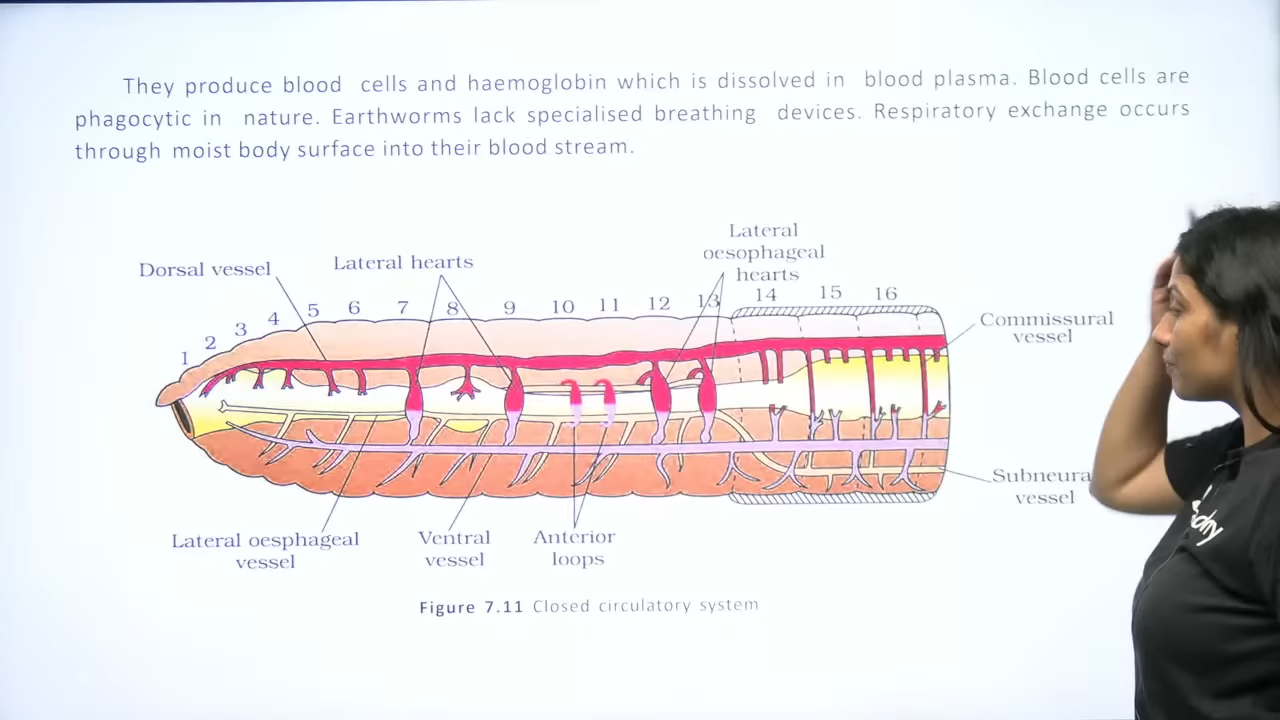 They produce blood cells and haemoglobin which is dissolved in blood plasma. Blood cells are
phagocytic in nature. Earthworms lack specialised breathing devices. Respiratory exchange occurs
through moist body surface into their blood stream.
Lateral
oesophageal
hearts
Dorsal vessel
Lateral hearts
1 2 3 4 5 6 7 8 9 10 11 12 13 14 15 16
Commissural
vessel
Subneura
vessel
Lateral oesphageal
vessel
Ventral
vessel
Anterior
loops
Figure 7.11 Closed circulatory system